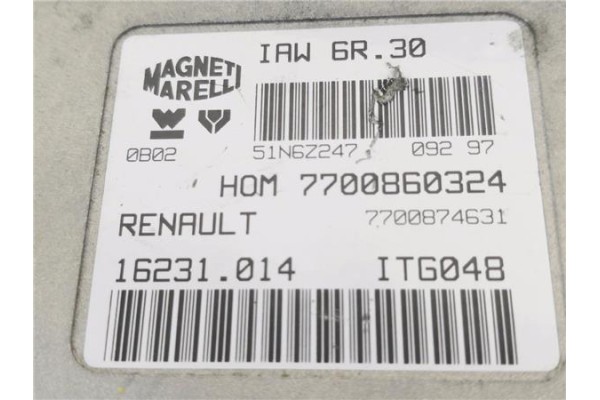 IAW 6R.30
MAGNETI
MARELLI
0B02
51N6Z247
092 97
HOM 7700860324
RENAULT
7700874631
16231.014
ITG048